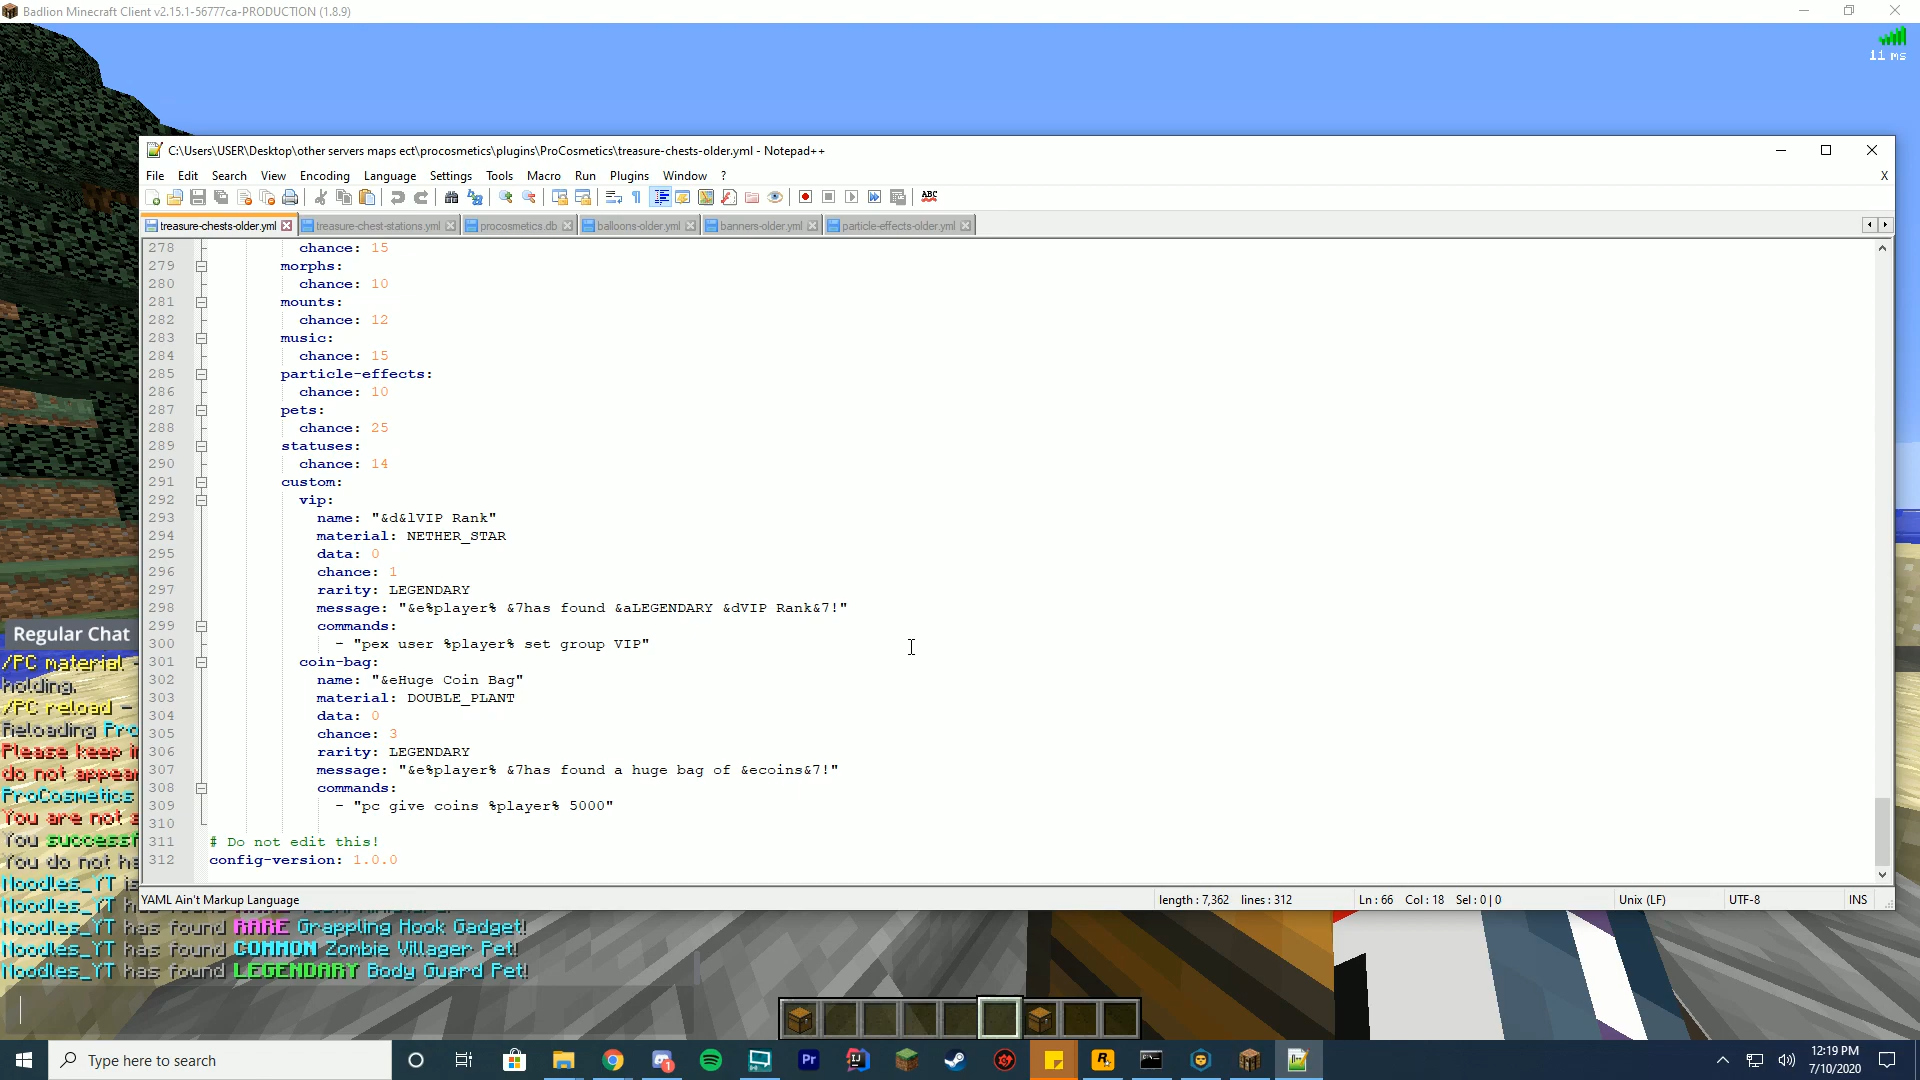 Badlion Minecraft Client v2.15.1-56777ca-PRODUCTION (1.8.9)
11 ms
C:\Users\USER\Desktop\other servers maps ect\procosmetics\plugins\ProCosmetics\treasure-chests-older.yml - Notepad++
File Edit Search View Encoding Language Settings Tools Macro Run Plugins Window ?
X
ABC
treasure-chests-older.yml treasure-chest-stations.yml procosmetics.db balloons-older.yml banners-older.yml particle-effects-older.yml
278 chance: 15
279 morphs:
280 chance: 10
281 mounts:
282 chance: 12
283 music:
284 chance: 15
285 particle-effects:
286 chance: 10
287 pets:
288 chance: 25
289 statuses:
290 chance: 14
291 custom:
292 vip:
293 name: "&d&lVIP Rank"
294 material: NETHER_STAR
295 data: 0
296 chance: 1
297 rarity: LEGENDARY
298 message: "&e%player% &7has found &aLEGENDARY &dVIP Rank&7!"
299 commands:
300 - "pex user %player% set group VIP"
301 coin-bag:
302 name: "&eHuge Coin Bag"
303 material: DOUBLE_PLANT
304 data: 0
305 chance: 3
306 rarity: LEGENDARY
307 message: "&e%player% &7has found a huge bag of &ecoins&7!"
308 commands:
309 - "pc give coins %player% 5000"
310
311 # Do not edit this!
312 config-version: 1.0.0
YAML Ain't Markup Language length : 7,362 lines : 312 Ln : 66 Col : 18 Sel : 0 | 0 Unix (LF) UTF-8 INS
Regular Chat
/PC material -
holding.
/PC reload -
Reloading Pro
Please keep
do not appear
ProCosmetics
You are not
You successf
You do not ha
Noodles_YT is
Noodles_YT has found
Noodles_YT has found RARE Grappling Hook Gadget!
Noodles_YT has found COMMON Zombie Villager Pet!
Noodles_YT has found LEGENDARY Body Guard Pet!
Type here to search
1
Pr
12:19 PM
7/10/2020